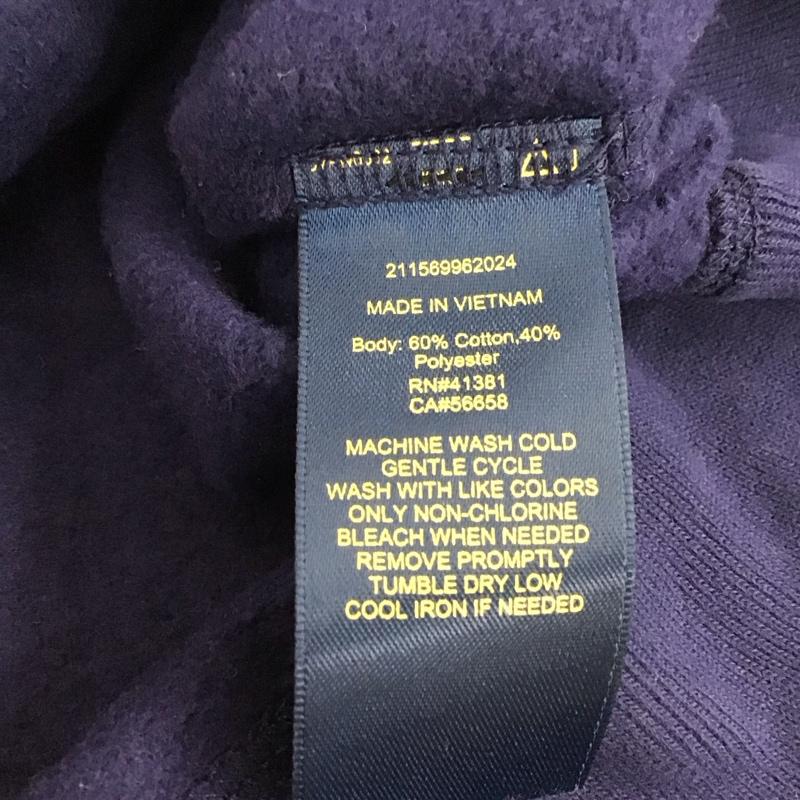 211569962024
MADE IN VIETNAM
Body: 60% Cotton,40%
Polyester
RN#41381
CA#56658
MACHINE WASH COLD
GENTLE CYCLE
WASH WITH LIKE COLORS
ONLY NON-CHLORINE
BLEACH WHEN NEEDED
REMOVE PROMPTLY
TUMBLE DRY LOW
COOL IRON IF NEEDED